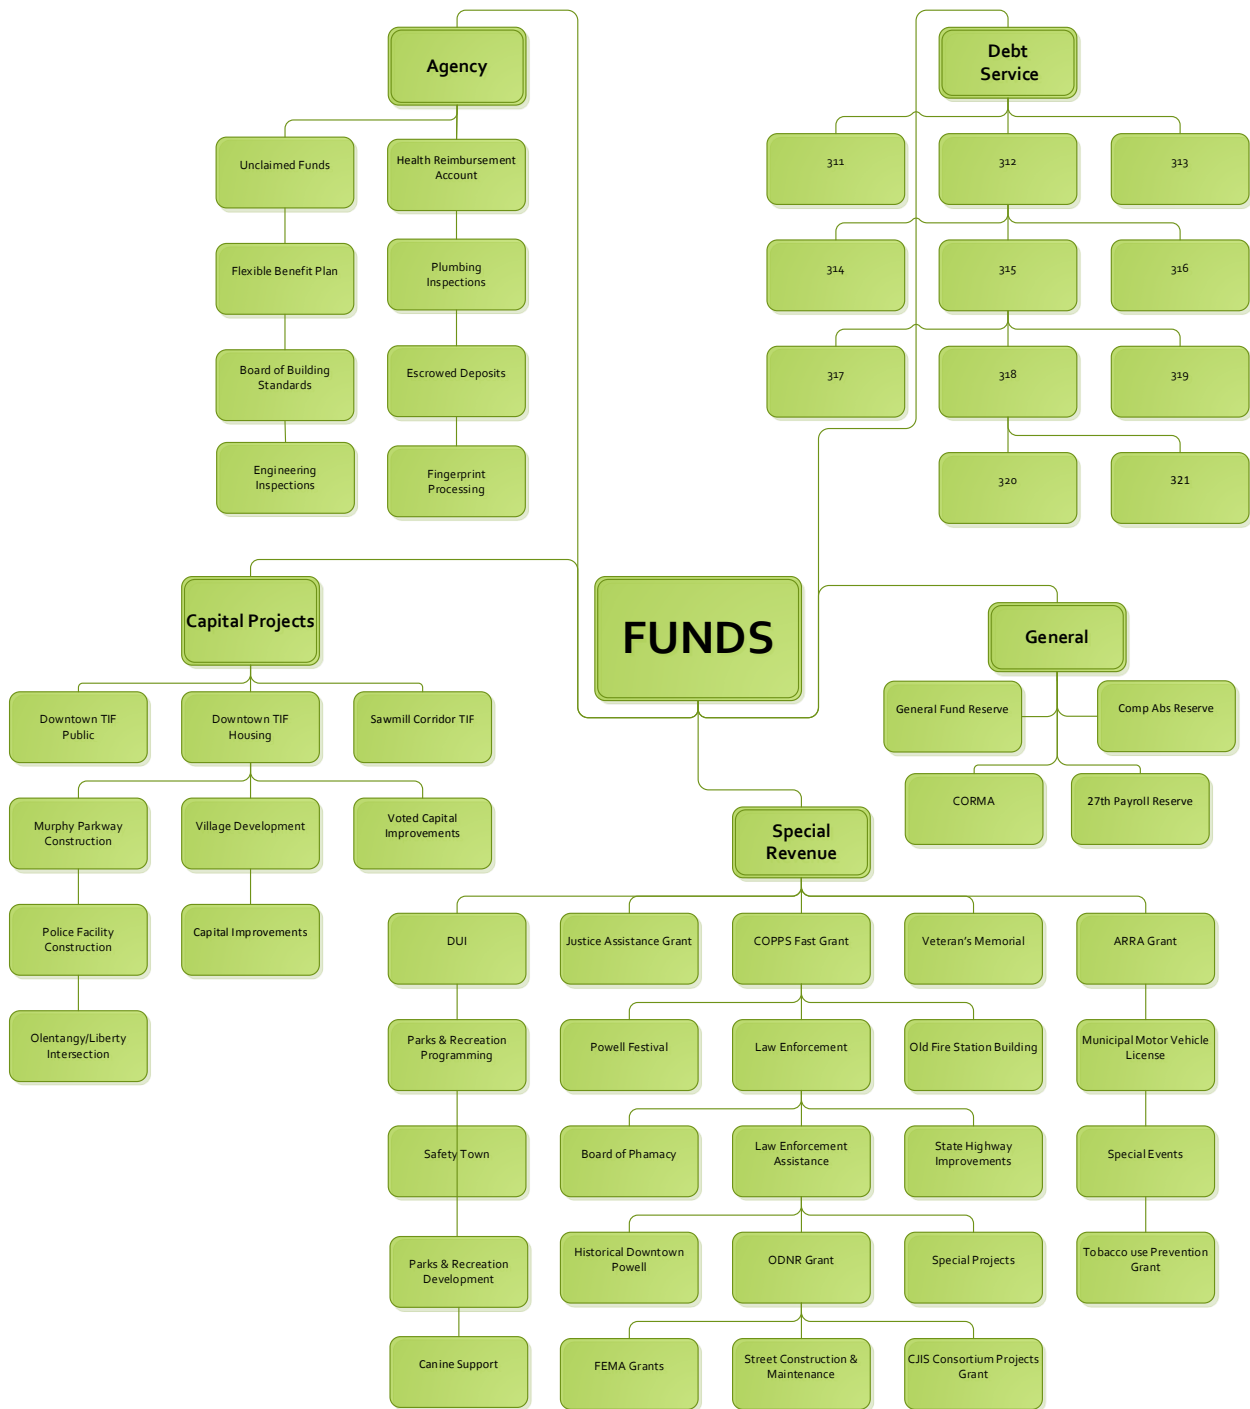 Agency
Debt
Service
Unclaimed Funds
Health Reimbursement
Account
311
312
313
Flexible Benefit Plan
Plumbing
Inspections
314
315
316
Board of Building
Standards
Escrowed Deposits
317
318
319
Engineering
Inspections
Fingerprint
Processing
320
321
FUNDS
Capital Projects
General
Downtown TIF
Public
Downtown TIF
Housing
Sawmill Corridor TIF
General Fund Reserve
Comp Abs Reserve
Murphy Parkway
Construction
Village Development
Voted Capital
Improvements
CORMA
27th Payroll Reserve
Special
Revenue
Police Facility
Construction
Capital Improvements
DUI
Justice Assistance Grant
COPPS Fast Grant
Veteran’s Memorial
ARRA Grant
Olentangy/Liberty
Intersection
Parks & Recreation
Programming
Powell Festival
Law Enforcement
Old Fire Station Building
Municipal Motor Vehicle
License
Safety Town
Board of Phamacy
Law Enforcement
Assistance
State Highway
Improvements
Special Events
Parks & Recreation
Development
Historical Downtown
Powell
ODNR Grant
Special Projects
Tobacco use Prevention
Grant
Canine Support
FEMA Grants
Street Construction &
Maintenance
CJIS Consortium Projects
Grant